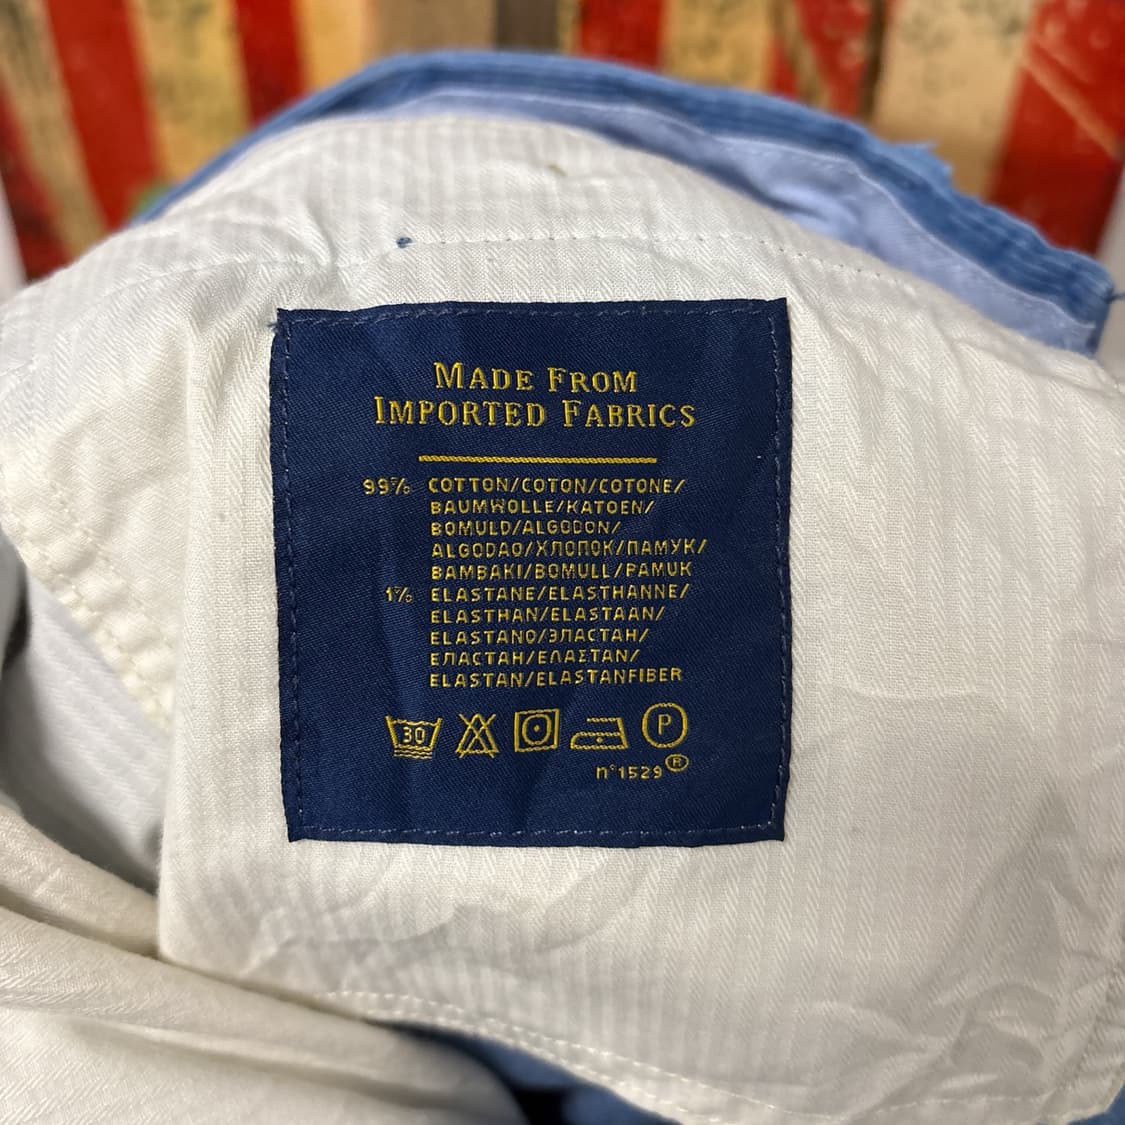 MADE FROM
IMPORTED FABRICS
99% COTTON/COTON/COTONE/
BAUMWOLLE/KATOEN/
BOMULD/ALGODON/
ALGODAO/ХЛОПОК/ПАМУК/
BAMBAKI/BOMULL/PAMUK
1% ELASTANE/ELASTHANNE/
ELASTHAN/ELASTAAN/
ELASTANO/ЭЛАСТАН/
ЕЛАСТАН/ΕΛΑΣΤΑΝ/
ELASTAN/ELASTANFIBER
30 P
n°1529®